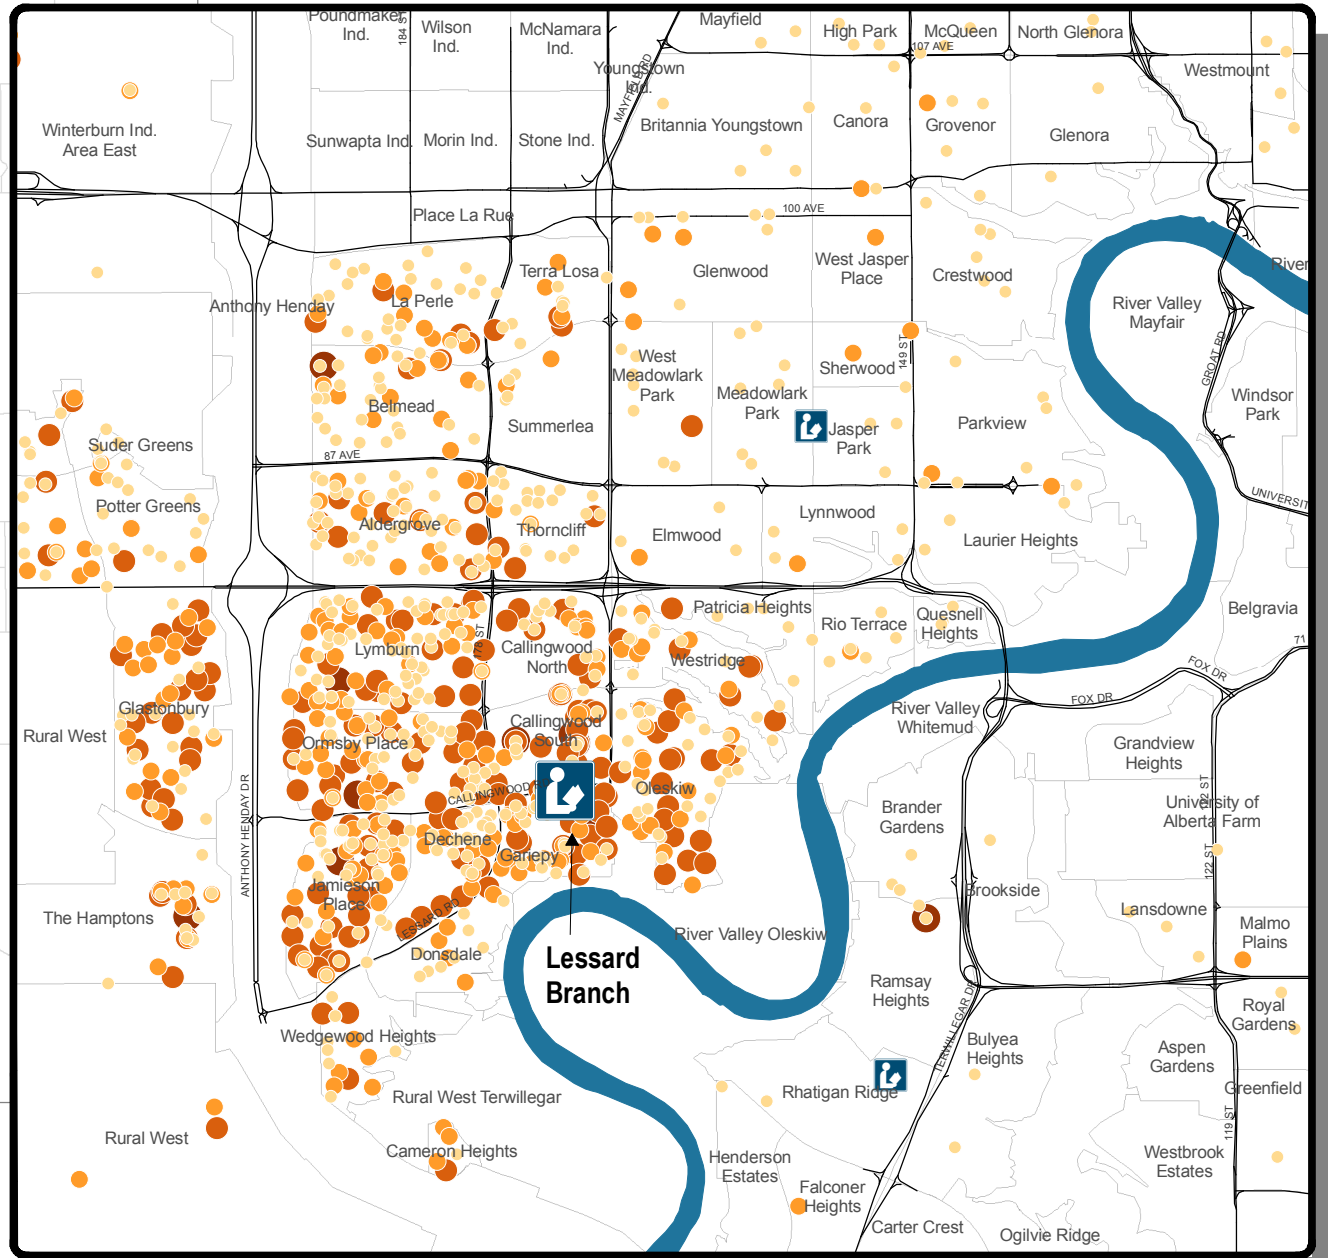 Poundmaker
Ind.
184 ST
Wilson
Ind.
McNamara
Ind.
Mayfield
High Park
McQueen
North Glenora
107 AVE
Youngstown
Ind.
MAYFIELD RD
Westmount
Winterburn Ind.
Area East
Sunwapta Ind.
Morin Ind.
Stone Ind.
Britannia Youngstown
Canora
Grovenor
Glenora
Place La Rue
100 AVE
Terra Losa
Glenwood
West Jasper
Place
Crestwood
River
Anthony Henday
La Perle
River Valley
Mayfair
149 ST
GROAT RD
West
Meadowlark
Park
Sherwood
Meadowlark
Park
Belmead
Summerlea
Jasper
Park
Parkview
Windsor
Park
Suder Greens
87 AVE
Potter Greens
Aldergrove
Thorncliff
Elmwood
Lynnwood
Laurier Heights
UNIVERSIT
Patricia Heights
Rio Terrace
Quesnell
Heights
Belgravia
71
178 ST
Lymburn
Callingwood
North
Westridge
FOX DR
FOX DR
Glastonbury
Rural West
Ormsby Place
Callingwood
South
River Valley
Whitemud
Grandview
Heights
ANTHONY HENDAY DR
CALLINGWOOD R
Oleskiw
Brander
Gardens
122 ST
University of
Alberta Farm
Dechene
Gariepy
122 ST
Jamieson
Place
Brookside
The Hamptons
LESSARD RD
Donsdale
River Valley Oleskiw
Lansdowne
Malmo
Plains
Lessard
Branch
Ramsay
Heights
TERWILLEGAR DR
Royal
Gardens
Wedgewood Heights
Bulyea
Heights
Aspen
Gardens
Rural West Terwillegar
Rhatigan Ridge
Greenfield
119 ST
Rural West
Cameron Heights
Henderson
Estates
Westbrook
Estates
Falconer
Heights
Carter Crest
Ogilvie Ridge